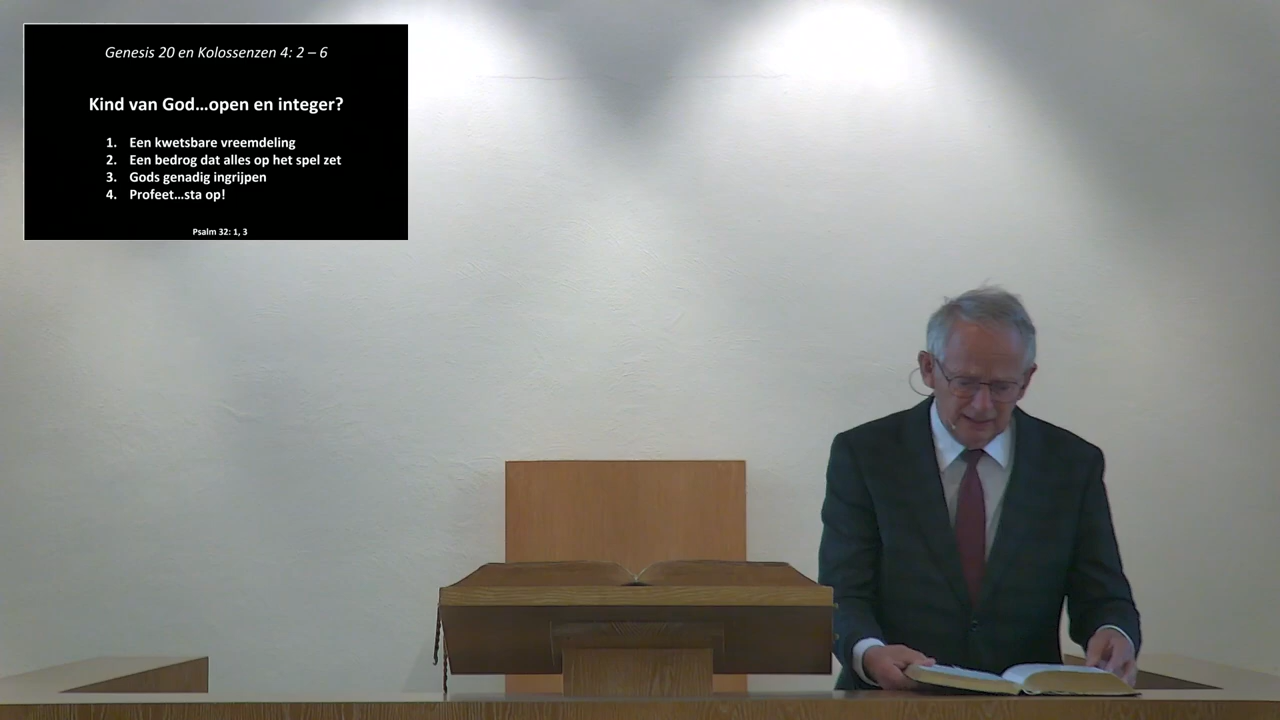 Genesis 20 en Kolossenzen 4: 2 – 6
Kind van God...open en integer?
1. Een kwetsbare vreemdeling
2. Een bedrog dat alles op het spel zet
3. Gods genadig ingrijpen
4. Profeet...sta op!
Psalm 32: 1, 3